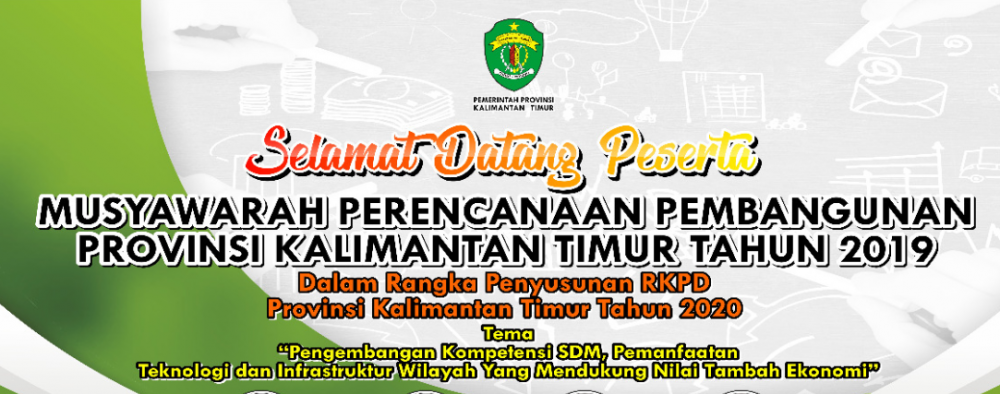 PEMERINTAH PROVINSI
KALIMANTAN TIMUR
Selamat Datang Peserta
MUSYAWARAH PERENCANAAN PEMBANGUNAN
PROVINSI KALIMANTAN TIMUR TAHUN 2019
Dalam Rangka Penyusunan RKPD
Provinsi Kalimantan Timur Tahun 2020
Tema
“Pengembangan Kompetensi SDM, Pemanfaatan
Teknologi dan Infrastruktur Wilayah Yang Mendukung Nilai Tambah Ekonomi”